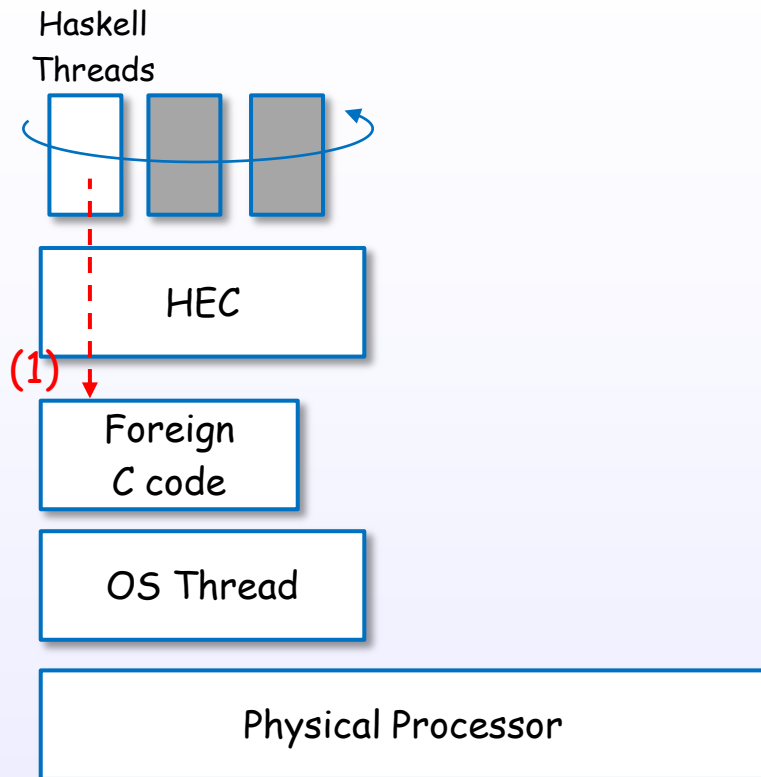 Haskell
Threads
HEC
(1)
Foreign
C code
OS Thread
Physical Processor